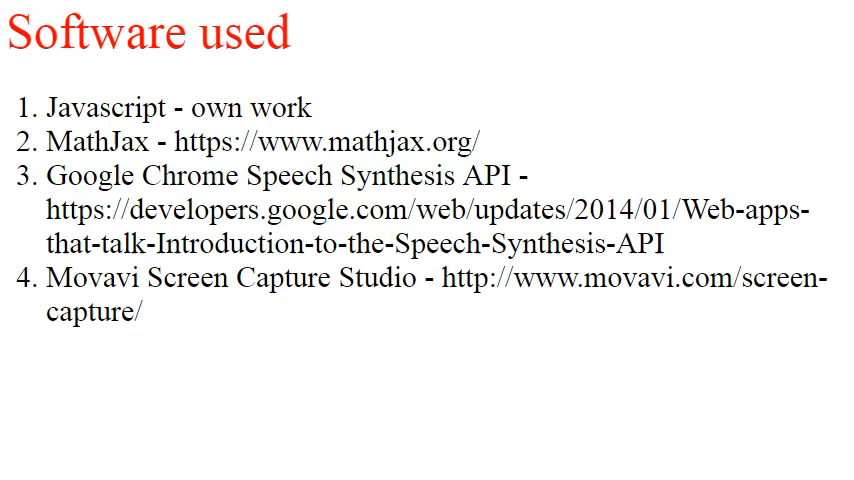 Software used
1. Javascript - own work
2. MathJax - https://www.mathjax.org/
3. Google Chrome Speech Synthesis API -
https://developers.google.com/web/updates/2014/01/Web-apps-
that-talk-Introduction-to-the-Speech-Synthesis-API
4. Movavi Screen Capture Studio - http://www.movavi.com/screen-
capture/